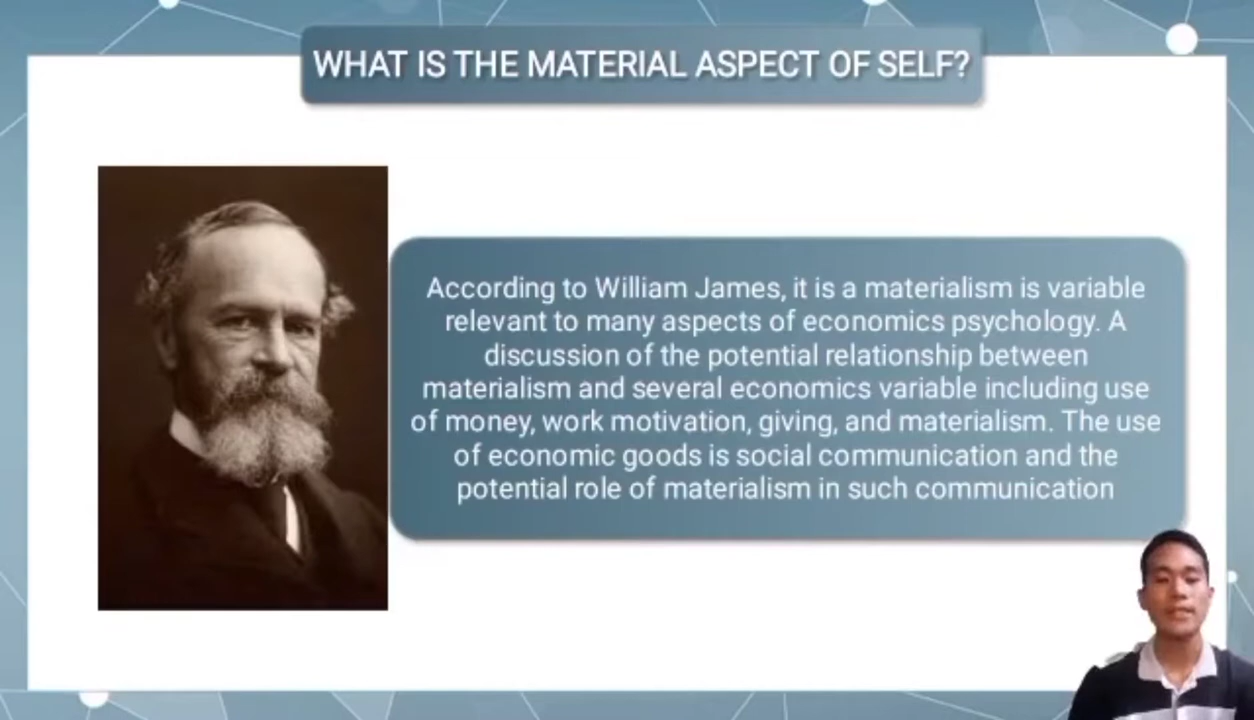 WHAT IS THE MATERIAL ASPECT OF SELF?
According to William James, it is a materialism is variable
relevant to many aspects of economics psychology. A
discussion of the potential relationship between
materialism and several economics variable including use
of money, work motivation, giving, and materialism. The use
of economic goods is social communication and the
potential role of materialism in such communication